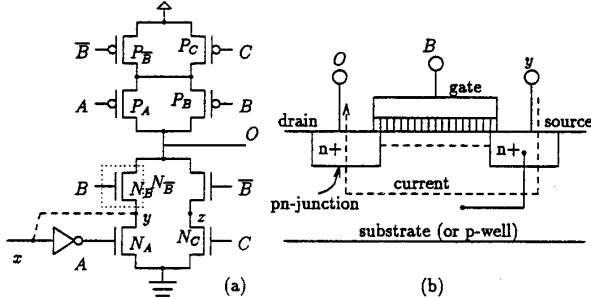 B̅ P_B̅ P_C C
A P_A P_B B
O
B N_B N_B̅ B̅
y z
x A N_A N_C C
(a)
O B y
gate
drain source
n+ n+
current
pn-junction
substrate (or p-well)
(b)